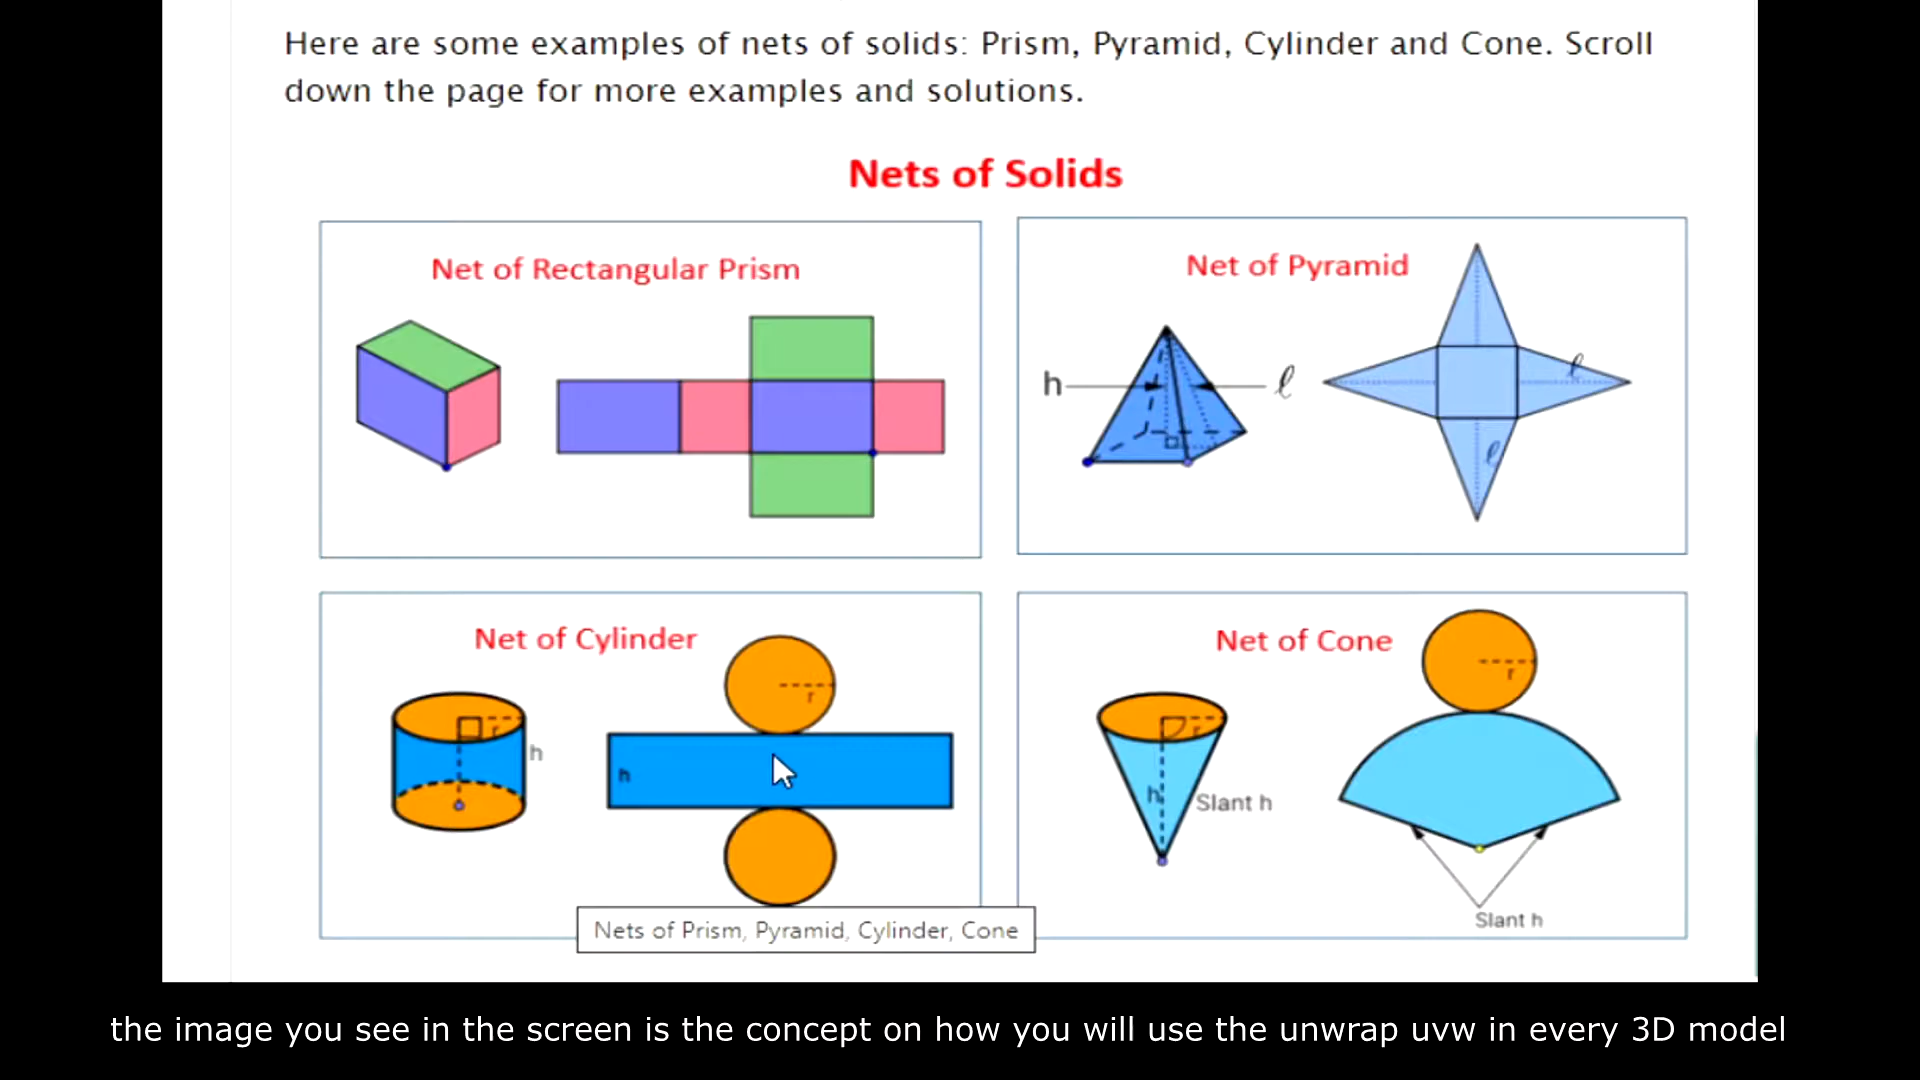 Here are some examples of nets of solids: Prism, Pyramid, Cylinder and Cone. Scroll
down the page for more examples and solutions.
Nets of Solids
Net of Rectangular Prism
Net of Pyramid
h
ℓ
ℓ
ℓ
Net of Cylinder
r
r
h
h
Net of Cone
r
r
h
Slant h
Slant h
Nets of Prism, Pyramid, Cylinder, Cone
the image you see in the screen is the concept on how you will use the unwrap uvw in every 3D model